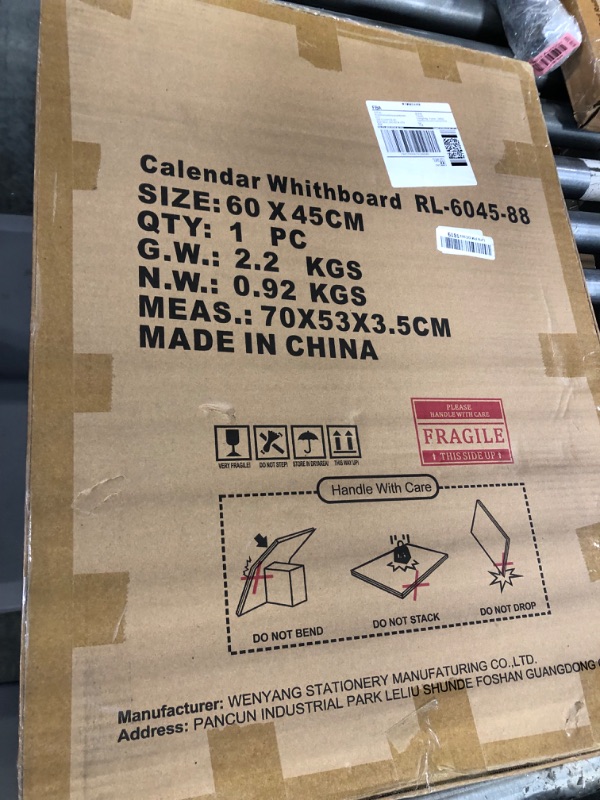 Calendar Whithboard RL-6045-88
SIZE: 60 X 45CM
QTY: 1 PC
G.W.: 2.2 KGS
N.W.: 0.92 KGS
MEAS.: 70X53X3.5CM
MADE IN CHINA
VERY FRAGILE!
DO NOT STEP!
THIS WAY UP!
PLEASE
HANDLE WITH CARE
FRAGILE
THIS SIDE UP
Handle With Care
DO NOT BEND
DO NOT STACK
DO NOT DROP
Manufacturer: WENYANG STATIONERY MANUFATURING CO.,LTD.
Address: PANCUN INDUSTRIAL PARK LELIU SHUNDE FOSHAN GUANGDONG